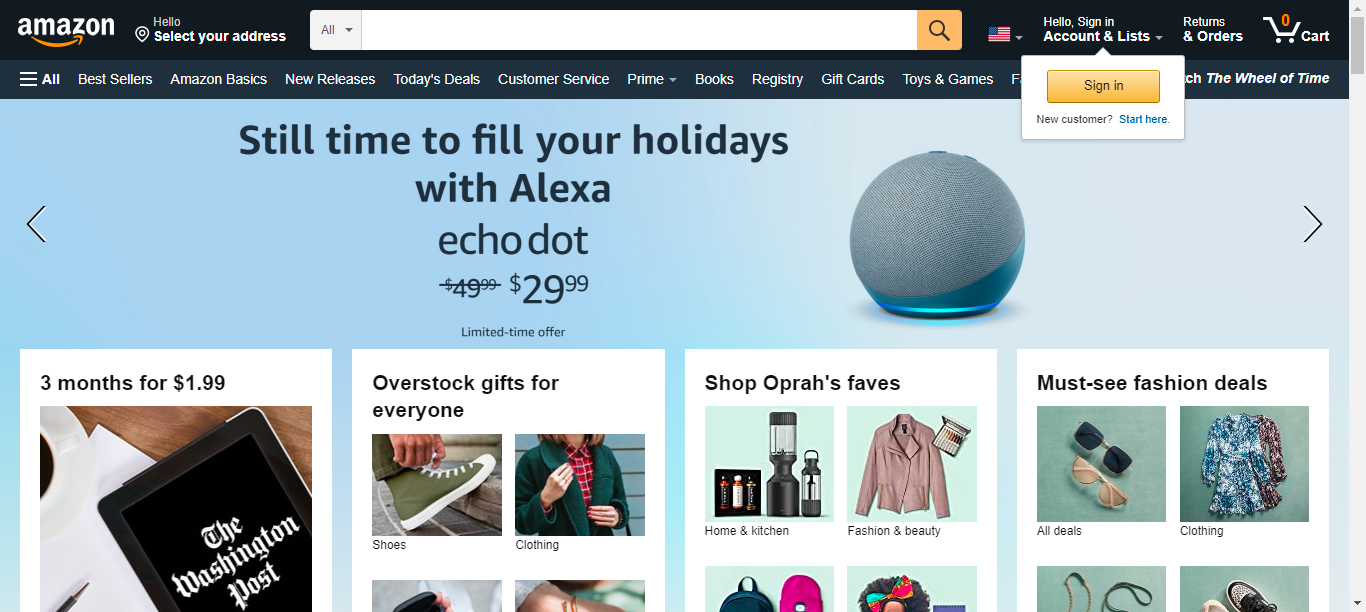 amazon
Hello
Select your address
All
Hello, Sign in
Account & Lists
Returns
& Orders
0
Cart
All
Best Sellers
Amazon Basics
New Releases
Today's Deals
Customer Service
Prime
Books
Registry
Gift Cards
Toys & Games
The Wheel of Time
Sign in
New customer? Start here.
Still time to fill your holidays
with Alexa
echo dot
$49.99 $29.99
Limited-time offer
3 months for $1.99
The
Washington
Post
Overstock gifts for
everyone
Shoes
Clothing
Shop Oprah's faves
Home & kitchen
Fashion & beauty
Must-see fashion deals
All deals
Clothing